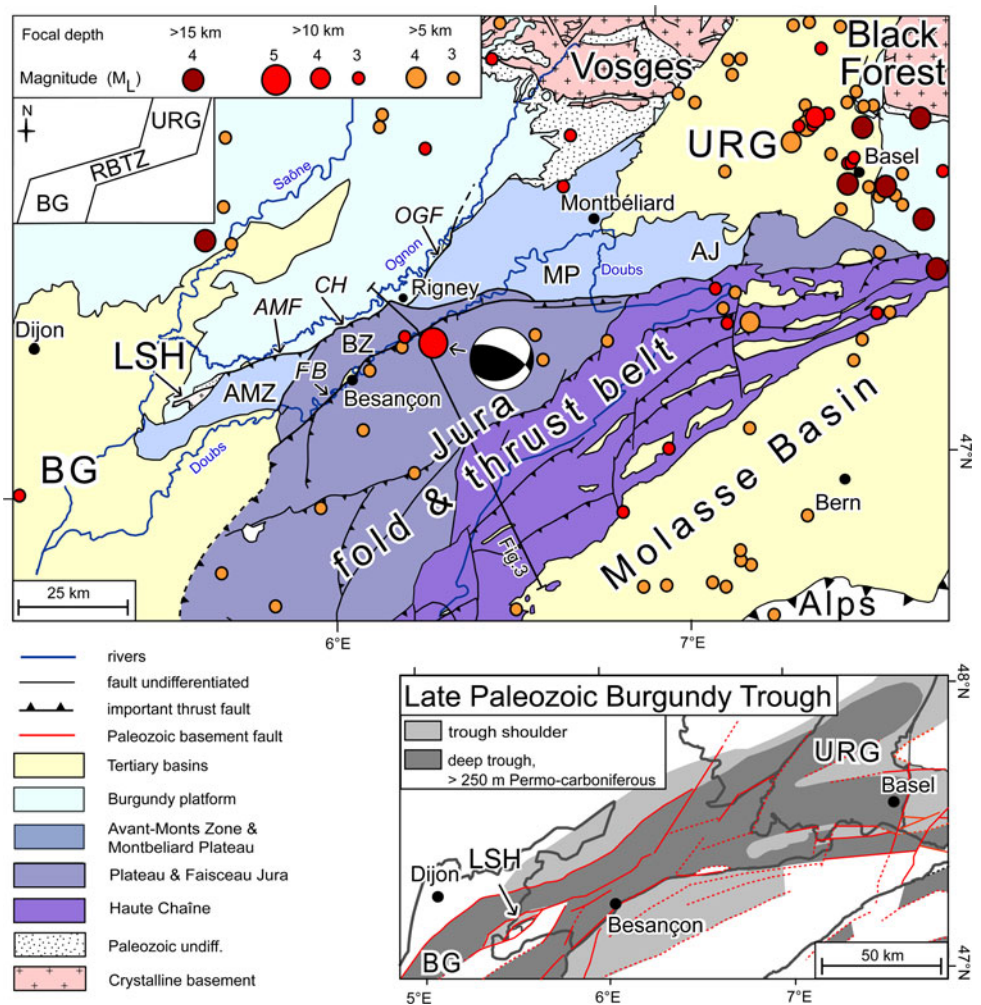 Focal depth >15 km >10 km >5 km
4 5 4 3 4 3
Magnitude (ML)
N
URG
RBTZ
BG
Vosges
Black
Forest
URG
Basel
Saône
OGF
Ognon
Montbéliard
CH
Rigney
MP
Doubs
AJ
AMF
Dijon
LSH
BZ
FB
AMZ
Besançon
Doubs
BG
Jura
fold & thrust belt
47°N
Bern
Molasse Basin
Fig.3
25 km
Alps
6°E 7°E
rivers
fault undifferentiated
important thrust fault
Paleozoic basement fault
Tertiary basins
Burgundy platform
Avant-Monts Zone &
Montbeliard Plateau
Plateau & Faisceau Jura
Haute Chaîne
Paleozoic undiff.
Crystalline basement
48°N
Late Paleozoic Burgundy Trough
trough shoulder
deep trough,
> 250 m Permo-carboniferous
URG
Basel
LSH
Dijon
Besançon
BG
50 km
47°N
5°E 6°E 7°E